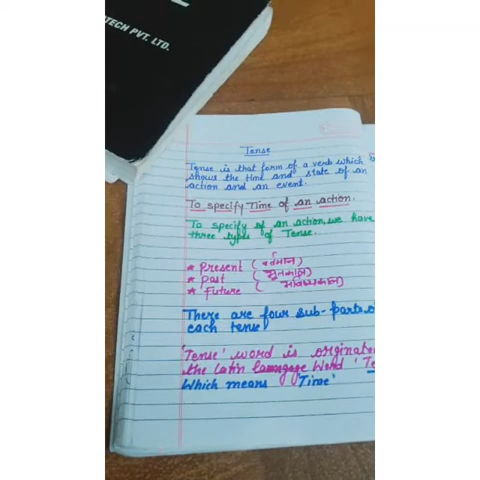 TECH PVT. LTD.
Tense
Tense is that form of a verb which
shows the time and state of an
action and an event.
To specify Time of an action.
To specify of an action, we have
three types of Tense.
* Present (वर्तमान)
* Past (भूतकाल)
* Future (भविष्यकाल)
There are four sub-parts of
each tense
'Tense' word is originated
the latin language word 'Te
Which means 'Time'